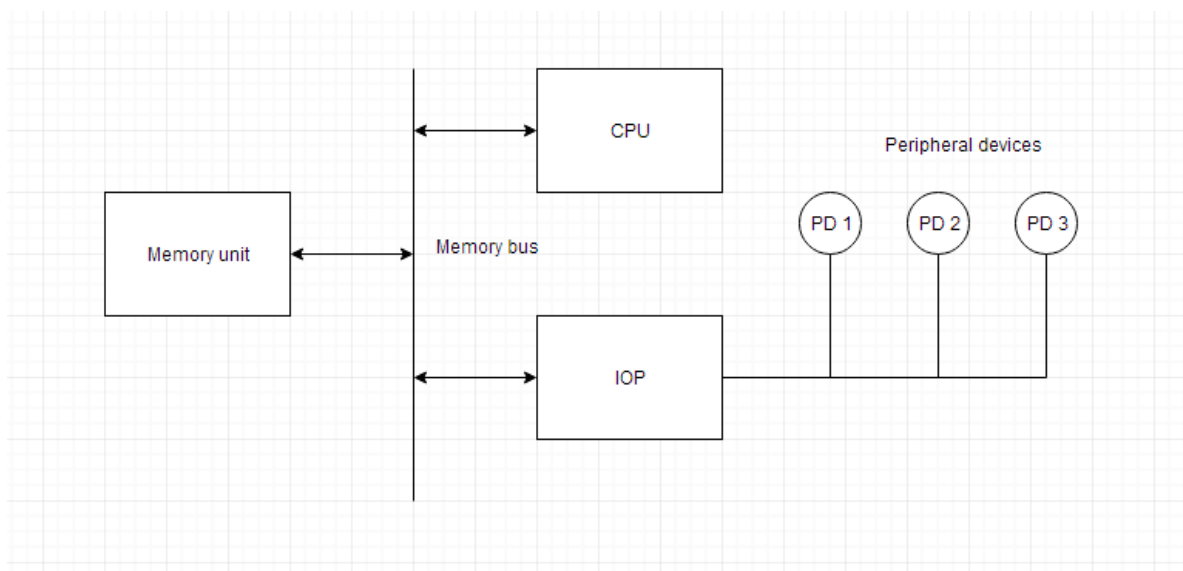 CPU
Peripheral devices
PD 1 PD 2 PD 3
Memory unit
Memory bus
IOP